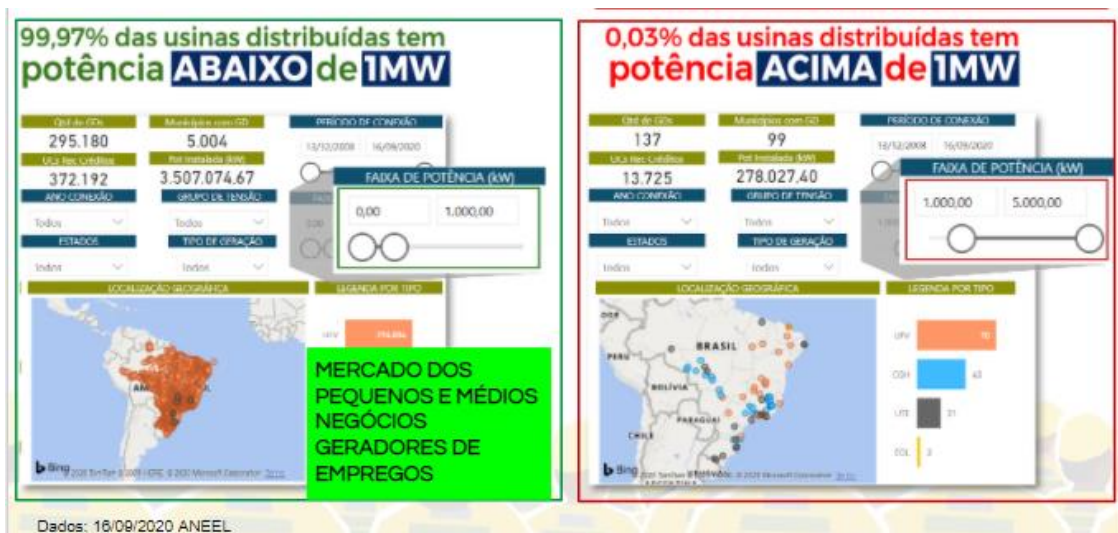 99,97% das usinas distribuídas tem
potência ABAIXO de 1MW
Qtd de GDs
Municípios com GD
PERÍODO DE CONEXÃO
295.180
5.004
13/12/2008
16/09/2020
UCs Rec Créditos
Pot Instalada (kW)
372.192
3.507.074,67
FAIXA DE POTÊNCIA (kW)
ANO CONEXÃO
GRUPO DE TENSÃO
0,00
1.000,00
Todos
Todos
ESTADOS
TIPO DE GERAÇÃO
Todos
Todos
LOCALIZAÇÃO GEOGRÁFICA
LEGENDA POR TIPO
UFV
MERCADO DOS
PEQUENOS E MÉDIOS
NEGÓCIOS
GERADORES DE
EMPREGOS
Bing
0,03% das usinas distribuídas tem
potência ACIMA de 1MW
Qtd de GDs
Municípios com GD
PERÍODO DE CONEXÃO
137
99
13/12/2008
16/09/2020
UCs Rec Créditos
Pot Instalada (kW)
13.725
278.027,40
FAIXA DE POTÊNCIA (kW)
ANO CONEXÃO
GRUPO DE TENSÃO
1.000,00
5.000,00
Todos
Todos
ESTADOS
TIPO DE GERAÇÃO
Todos
Todos
LOCALIZAÇÃO GEOGRÁFICA
LEGENDA POR TIPO
BRASIL
PERU
BOLÍVIA
PARAGUAI
CHILE
UFV
CGH 43
UTE 21
EOL 3
Bing
Dados: 16/09/2020 ANEEL